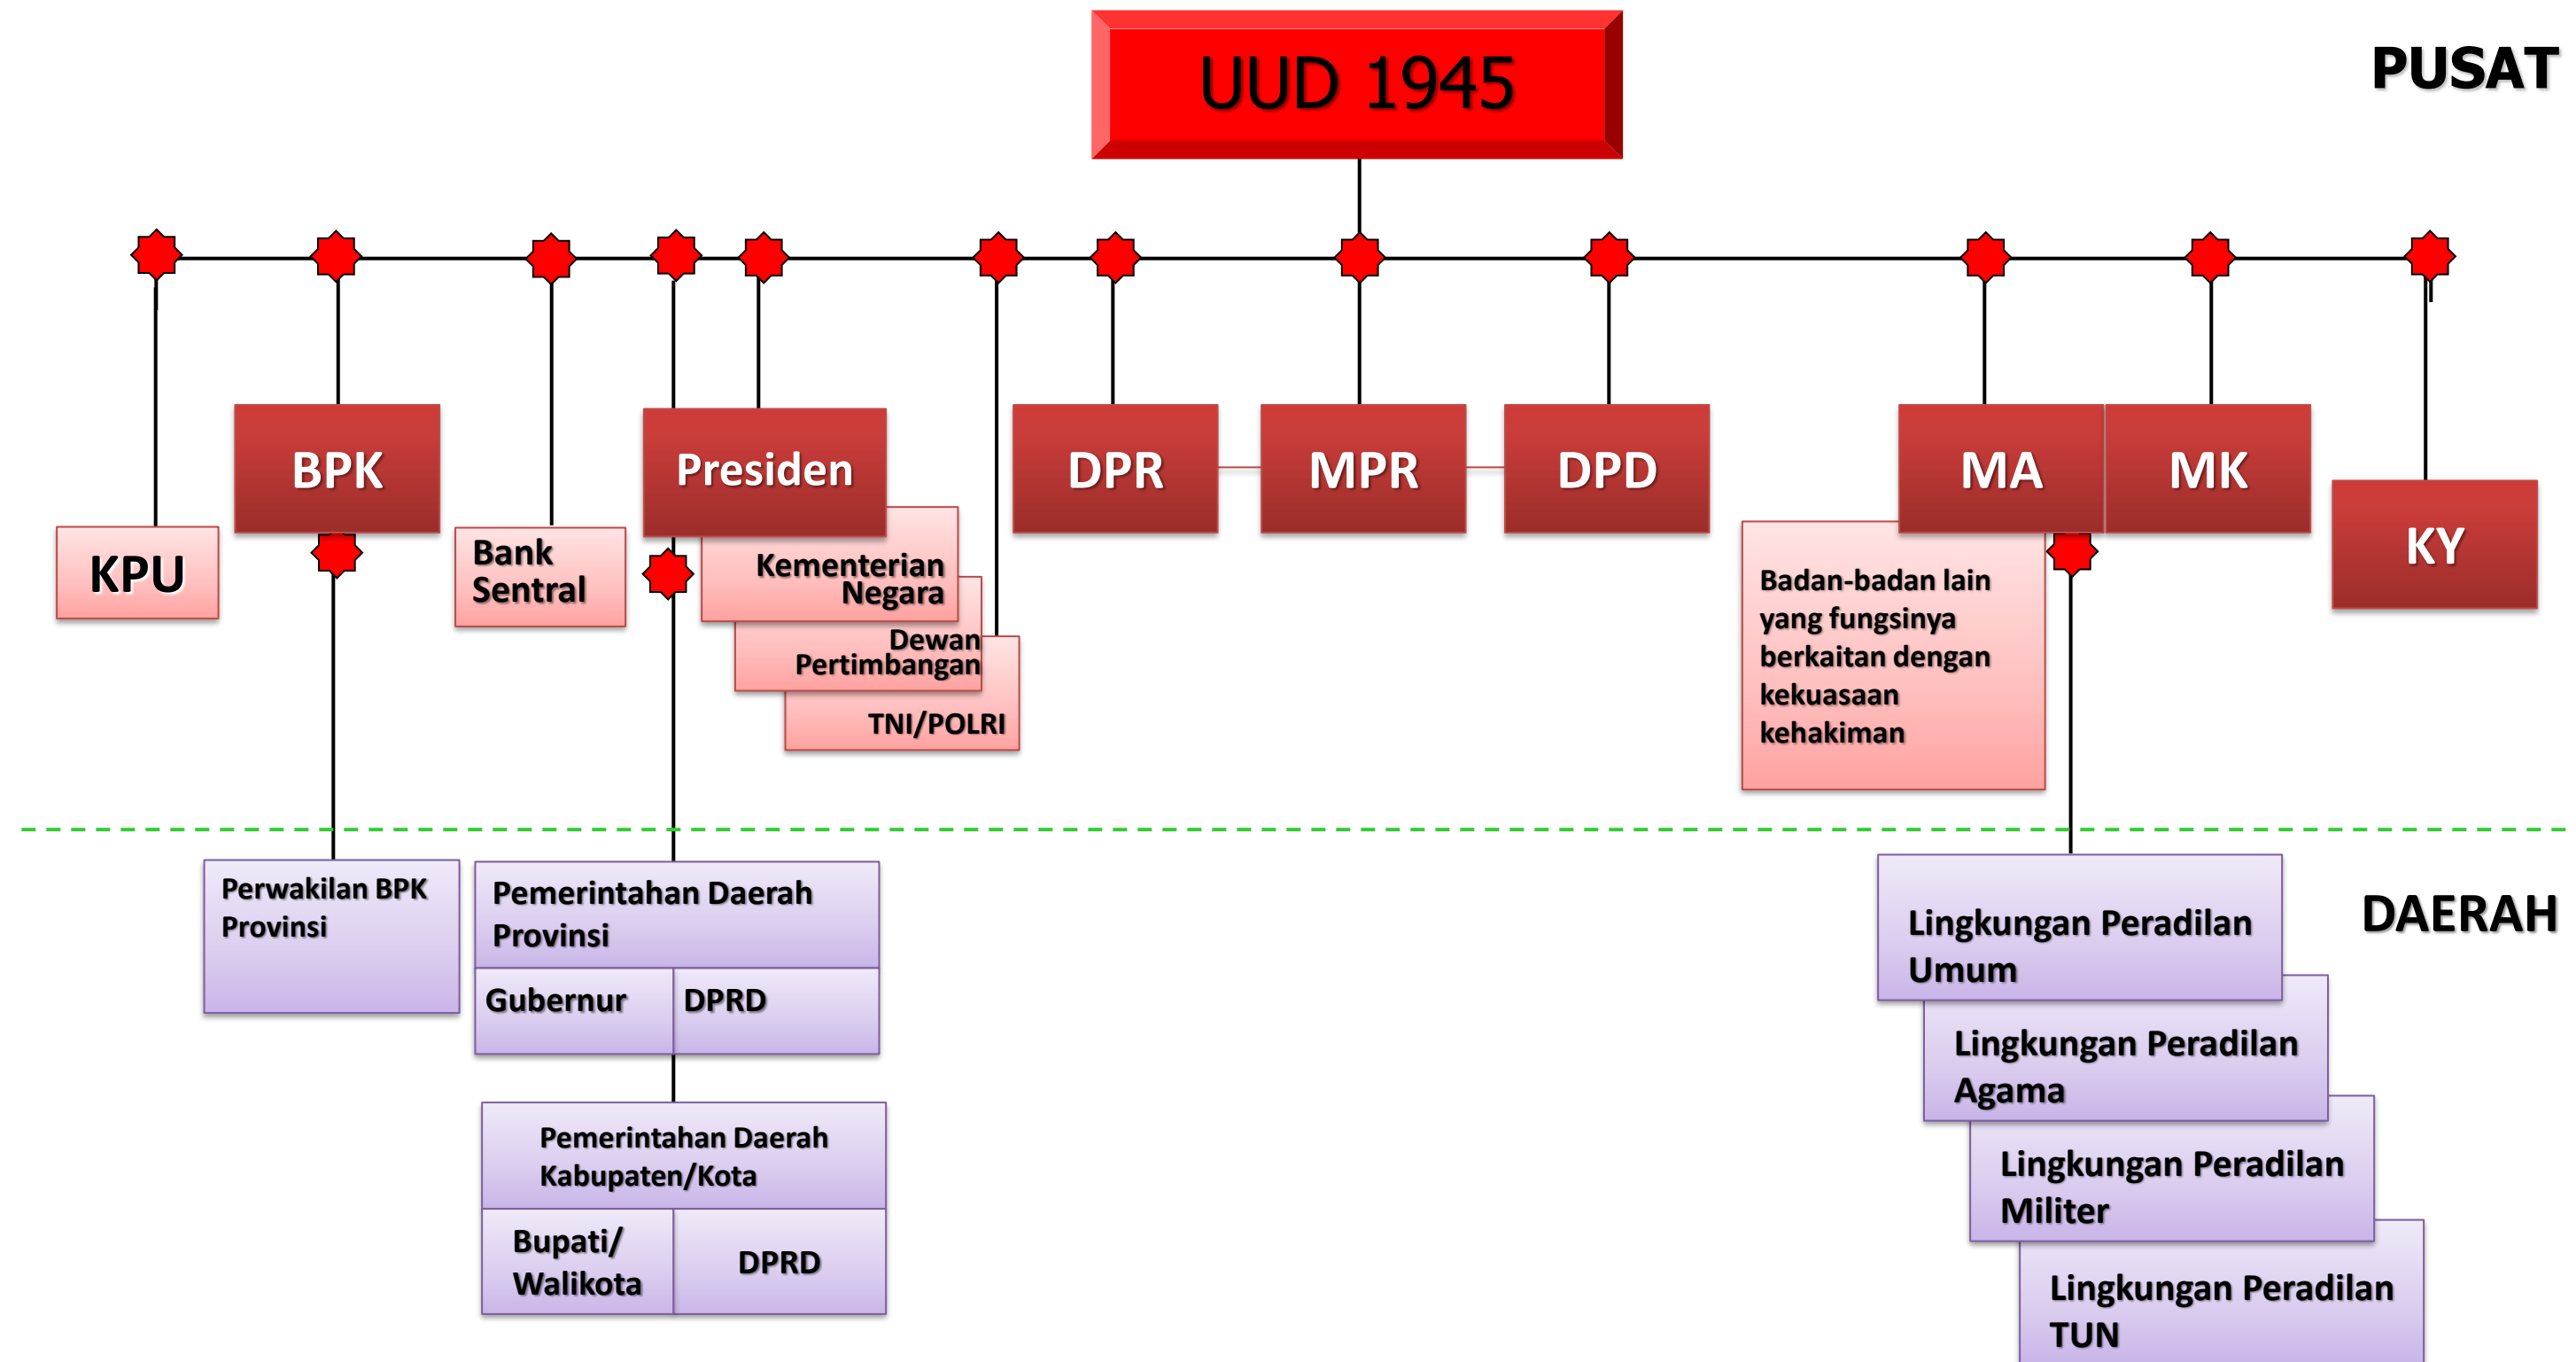 UUD 1945
PUSAT
KPU
BPK
Bank
Sentral
Presiden
Kementerian
Negara
Dewan
Pertimbangan
TNI/POLRI
DPR
MPR
DPD
MA
MK
KY
Badan-badan lain
yang fungsinya
berkaitan dengan
kekuasaan
kehakiman
DAERAH
Perwakilan BPK
Provinsi
Pemerintahan Daerah
Provinsi
Gubernur
DPRD
Pemerintahan Daerah
Kabupaten/Kota
Bupati/
Walikota
DPRD
Lingkungan Peradilan
Umum
Lingkungan Peradilan
Agama
Lingkungan Peradilan
Militer
Lingkungan Peradilan
TUN